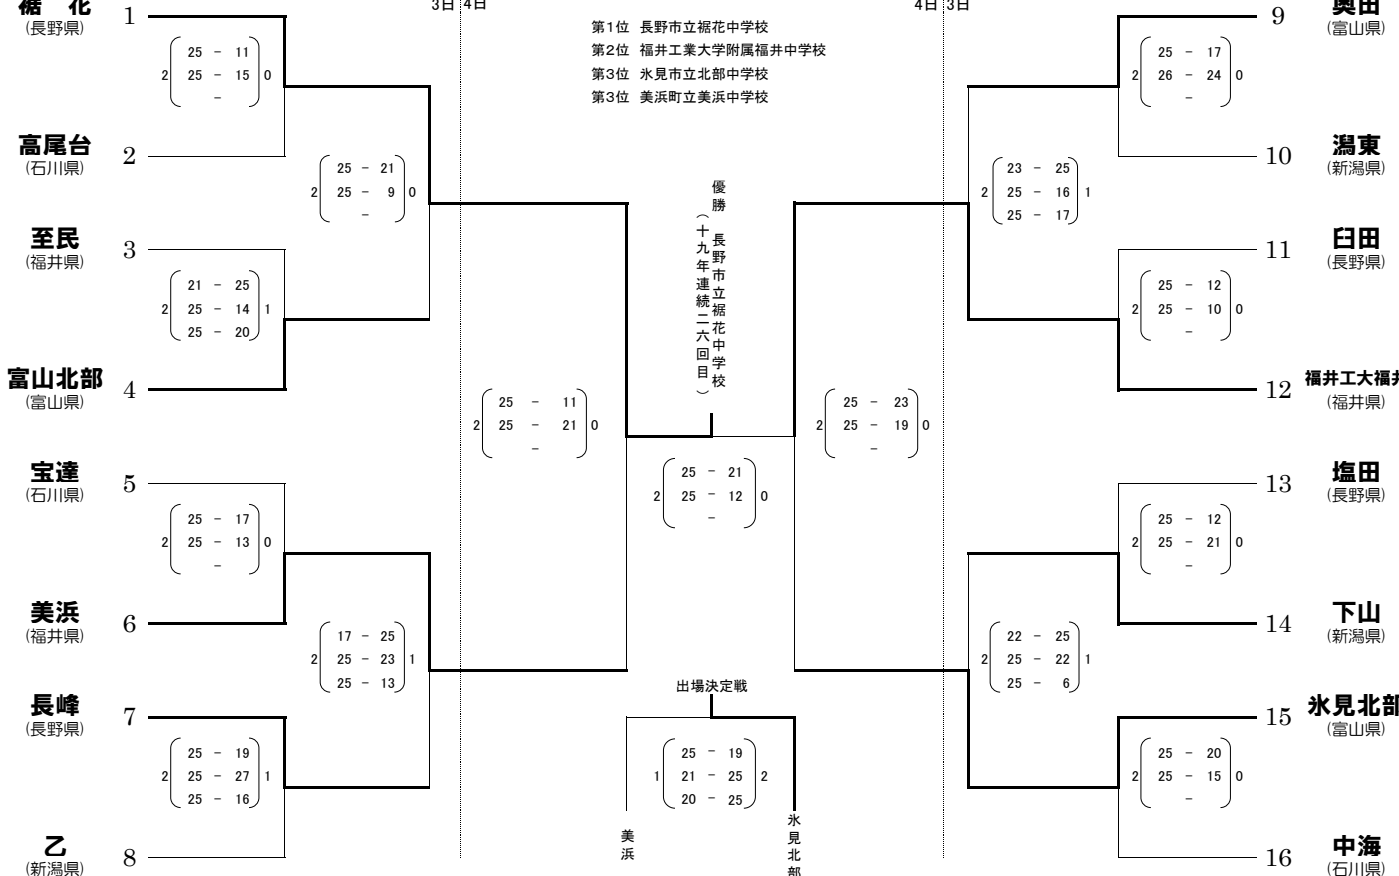 3日 4日
4日 3日
第1位 長野市立裾花中学校
第2位 福井工業大学附属福井中学校
第3位 氷見市立北部中学校
第3位 美浜町立美浜中学校
裾 花
(長野県)
1
25 - 11
2 25 - 15 0
-
高尾台
(石川県)
2
25 - 21
2 25 - 9 0
-
至民
(福井県)
3
21 - 25
2 25 - 14 1
25 - 20
富山北部
(富山県)
4
25 - 11
2 25 - 21 0
-
宝達
(石川県)
5
25 - 17
2 25 - 13 0
-
美浜
(福井県)
6
17 - 25
2 25 - 23 1
25 - 13
長峰
(長野県)
7
25 - 19
2 25 - 27 1
25 - 16
乙
(新潟県)
8
優勝 長野市立裾花中学校
(十九年連続二六回目)
25 - 21
2 25 - 12 0
-
出場決定戦
25 - 19
1 21 - 25 2
20 - 25
美浜
氷見北部
9
奥田
(富山県)
25 - 17
2 26 - 24 0
-
10
潟東
(新潟県)
23 - 25
2 25 - 16 1
25 - 17
11
臼田
(長野県)
25 - 12
2 25 - 10 0
-
12
福井工大福井
(福井県)
25 - 23
2 25 - 19 0
-
13
塩田
(長野県)
25 - 12
2 25 - 21 0
-
14
下山
(新潟県)
22 - 25
2 25 - 22 1
25 - 6
15
氷見北部
(富山県)
25 - 20
2 25 - 15 0
-
16
中海
(石川県)